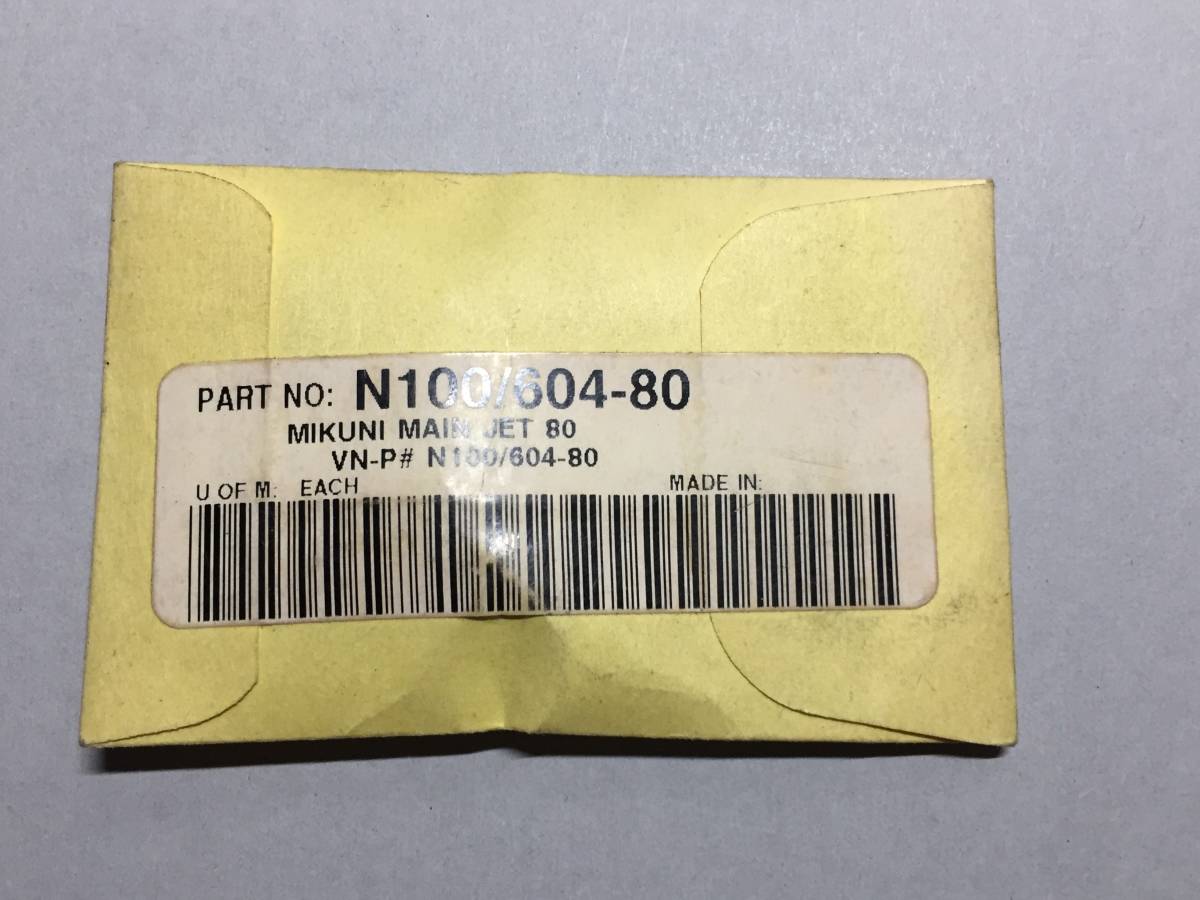 PART NO: N100/604-80
MIKUNI MAIN JET 80
VN-P# N100/604-80
U OF M: EACH MADE IN: